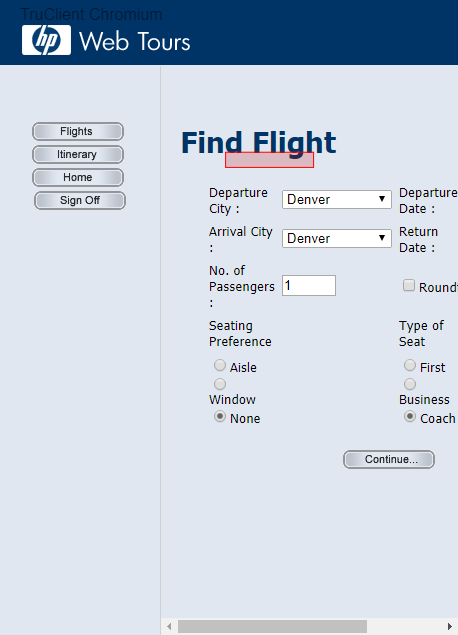 TruClient Chromium
hp Web Tours
Flights
Itinerary
Home
Sign Off
Find Flight
Departure City :
Denver
Departure Date :
Arrival City :
Denver
Return Date :
No. of Passengers :
1
Seating Preference
Type of Seat
Aisle
First
Window
Business
None
Coach
Continue...